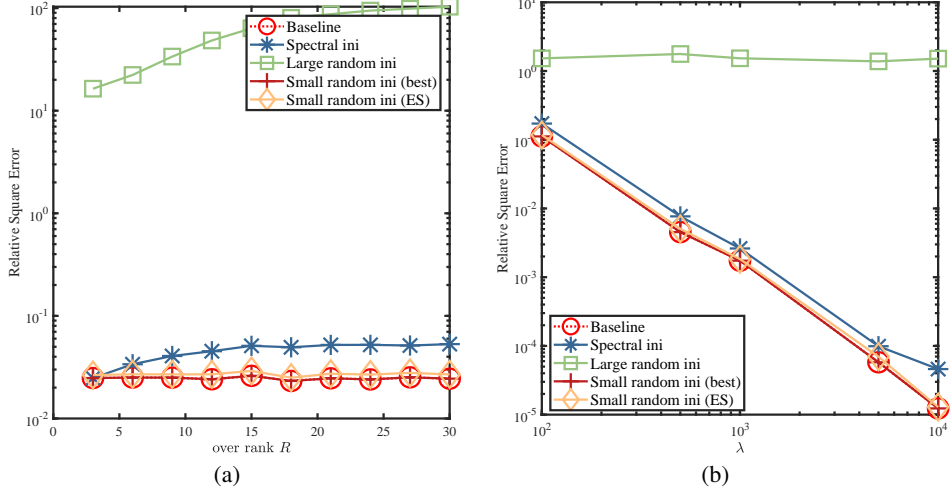 10^2
10^1
10^0
10^-1
10^-2
Relative Square Error
Baseline
Spectral ini
Large random ini
Small random ini (best)
Small random ini (ES)
0 5 10 15 20 25 30
over rank R
(a)
10^2
10^1
10^0
10^-1
10^-2
10^-3
10^-4
10^-5
Relative Square Error
Baseline
Spectral ini
Large random ini
Small random ini (best)
Small random ini (ES)
10^2 10^3 10^4
λ
(b)